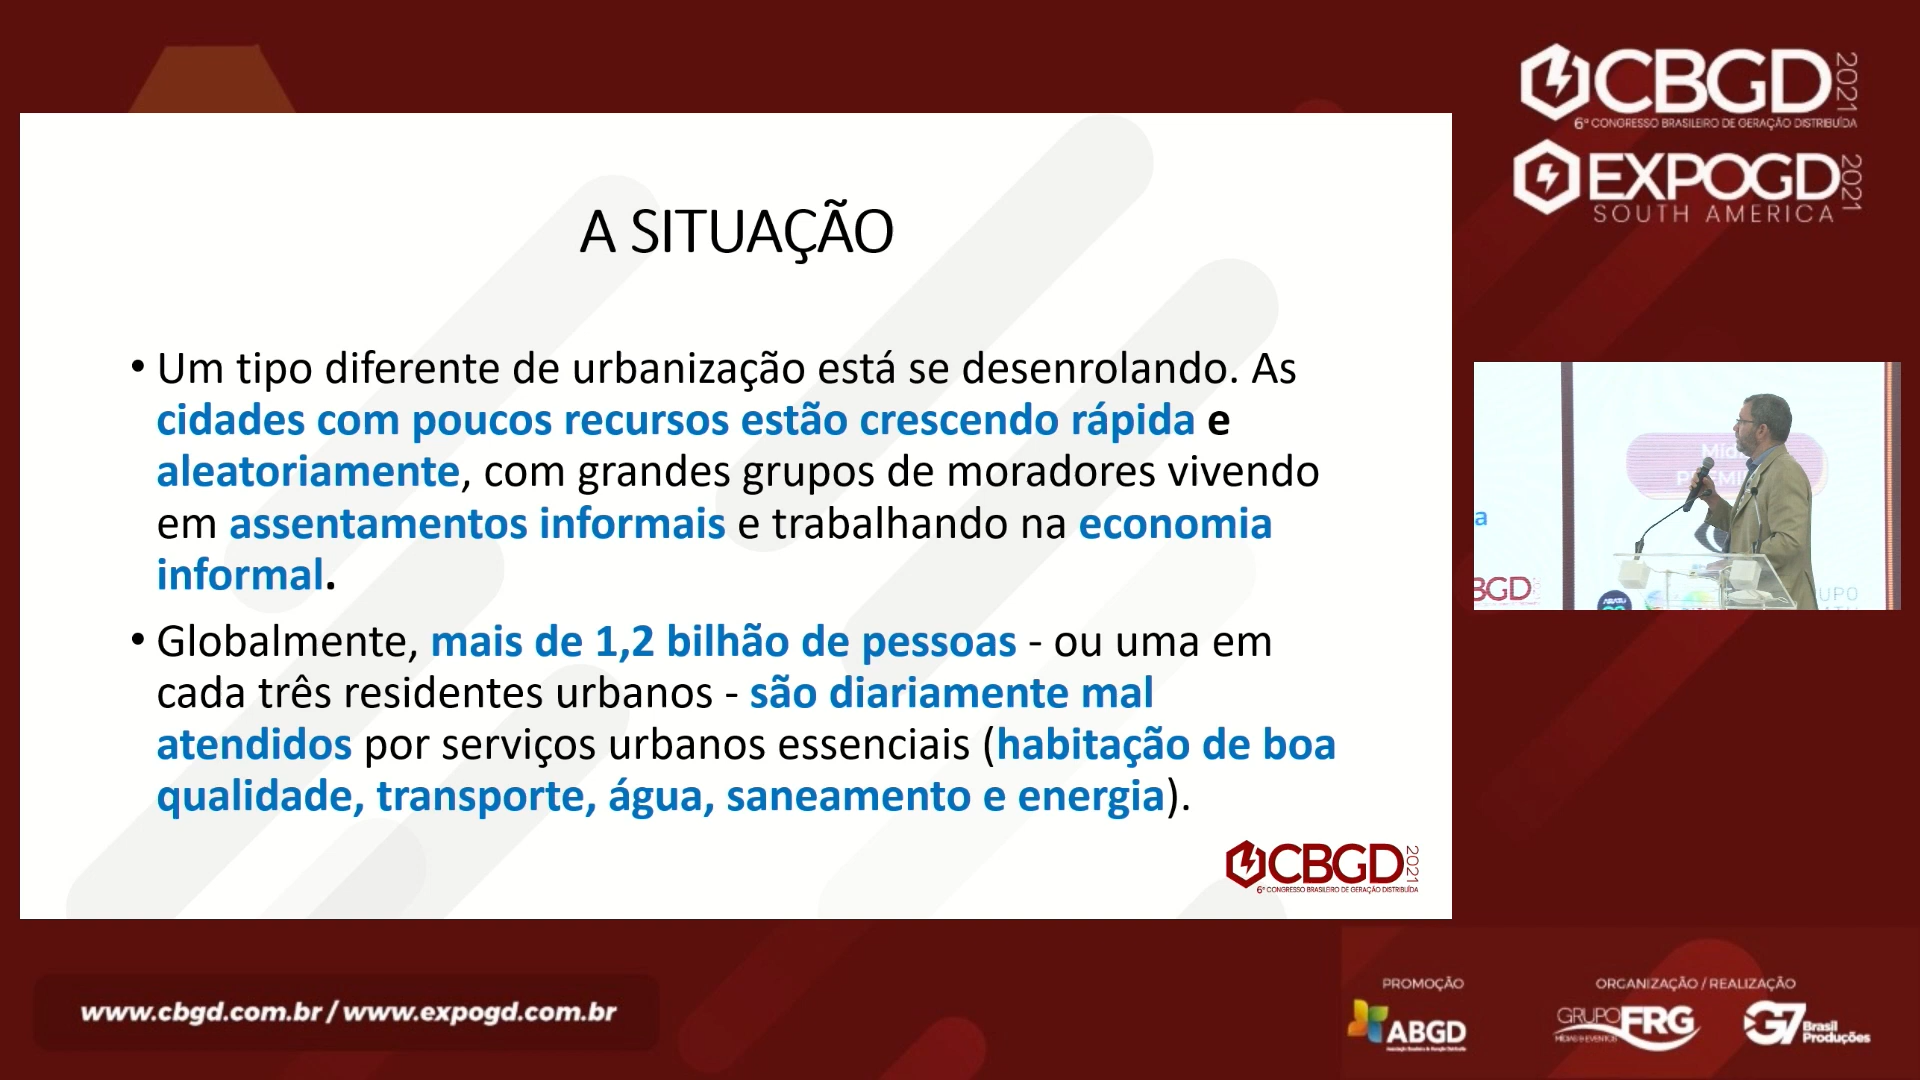 CBGD 2021
6º CONGRESSO BRASILEIRO DE GERAÇÃO DISTRIBUÍDA
EXPOGD 2021
SOUTH AMERICA
A SITUAÇÃO
• Um tipo diferente de urbanização está se desenrolando. As
cidades com poucos recursos estão crescendo rápida e
aleatoriamente, com grandes grupos de moradores vivendo
em assentamentos informais e trabalhando na economia
informal.
• Globalmente, mais de 1,2 bilhão de pessoas - ou uma em
cada três residentes urbanos - são diariamente mal
atendidos por serviços urbanos essenciais (habitação de boa
qualidade, transporte, água, saneamento e energia).
CBGD 2021
6º CONGRESSO BRASILEIRO DE GERAÇÃO DISTRIBUÍDA
a
BGD
www.cbgd.com.br / www.expogd.com.br
PROMOÇÃO
ABGD
ORGANIZAÇÃO / REALIZAÇÃO
GRUPO FRG
MÍDIAS & EVENTOS
G7 Brasil
Produções